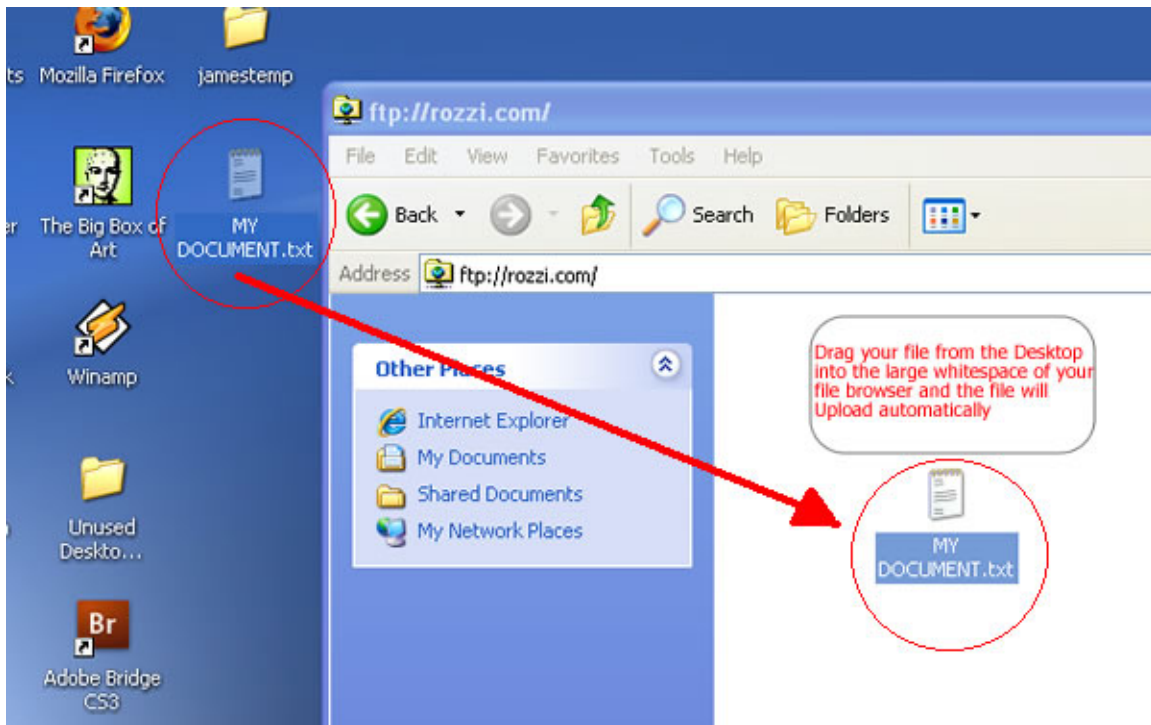 ts Mozilla Firefox jamestemp
ftp://rozzi.com/
File Edit View Favorites Tools Help
Back Search Folders
er The Big Box of
Art
MY
DOCUMENT.txt
Address ftp://rozzi.com/
k Winamp
Other Places
Internet Explorer
My Documents
Shared Documents
My Network Places
Drag your file from the Desktop
into the large whitespace of your
file browser and the file will
Upload automatically
MY
DOCUMENT.txt
Unused
Deskto...
Br
Adobe Bridge
CS3